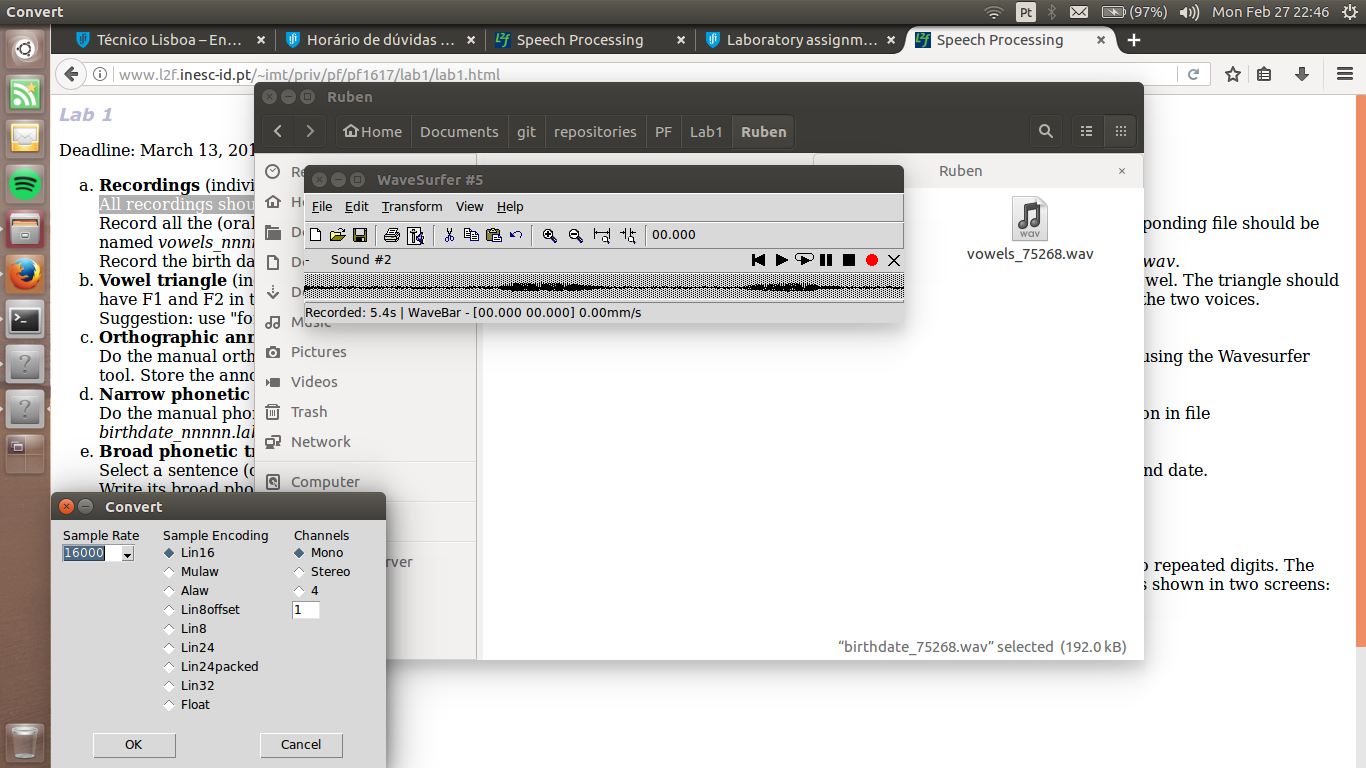 Convert
Pt
(97%)
Mon Feb 27 22:46
Técnico Lisboa – En…
Horário de dúvidas …
Speech Processing
Laboratory assignm…
Speech Processing
www.l2f.inesc-id.pt/~imt/priv/pf/pf1617/lab1/lab1.html
Lab 1
Deadline: March 13, 201
a. Recordings (indivi
All recordings shou
Record all the (oral
ponding file should be
named vowels_nnn
Record the birth da
wav.
b. Vowel triangle (in
wel. The triangle should
have F1 and F2 in t
the two voices.
Suggestion: use "fo
c. Orthographic ann
Do the manual orth
using the Wavesurfer
tool. Store the anno
d. Narrow phonetic
Do the manual phon
on in file
birthdate_nnnnn.lab
e. Broad phonetic tr
Select a sentence (o
nd date.
Write its broad pho
o repeated digits. The
s shown in two screens:
Ruben
Home
Documents
git
repositories
PF
Lab1
Ruben
Re
Ho
De
Do
Do
Music
Pictures
Videos
Trash
Network
Computer
rver
Ruben
wav
vowels_75268.wav
"birthdate_75268.wav" selected (192.0 kB)
WaveSurfer #5
File Edit Transform View Help
00.000
- Sound #2
Recorded: 5.4s | WaveBar - [00.000 00.000] 0.00mm/s
Convert
Sample Rate
16000
Sample Encoding
Lin16
Mulaw
Alaw
Lin8offset
Lin8
Lin24
Lin24packed
Lin32
Float
Channels
Mono
Stereo
4
1
OK
Cancel